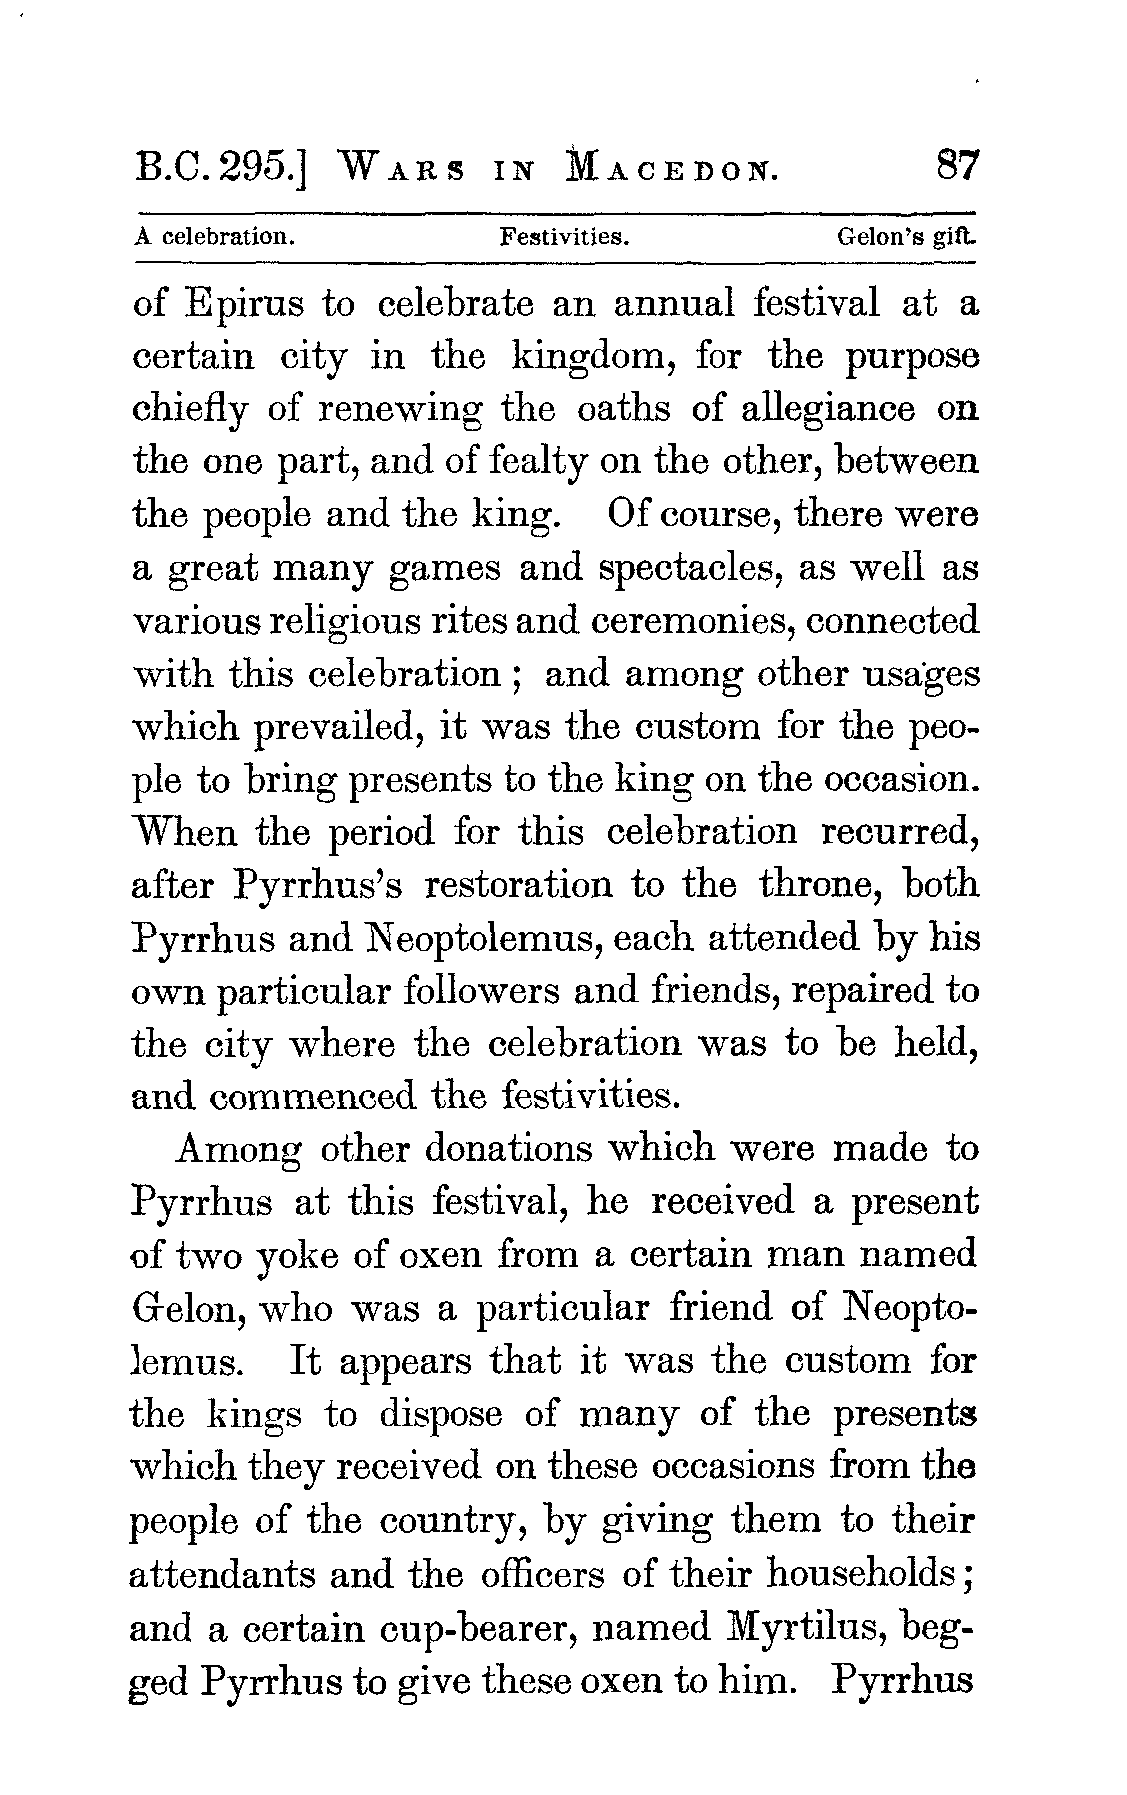 B.C. 295.] WARS IN MACEDON. 87
A celebration. Festivities. Gelon's gift.
of Epirus to celebrate an annual festival at a
certain city in the kingdom, for the purpose
chiefly of renewing the oaths of allegiance on
the one part, and of fealty on the other, between
the people and the king. Of course, there were
a great many games and spectacles, as well as
various religious rites and ceremonies, connected
with this celebration ; and among other usages
which prevailed, it was the custom for the peo-
ple to bring presents to the king on the occasion.
When the period for this celebration recurred,
after Pyrrhus's restoration to the throne, both
Pyrrhus and Neoptolemus, each attended by his
own particular followers and friends, repaired to
the city where the celebration was to be held,
and commenced the festivities.
Among other donations which were made to
Pyrrhus at this festival, he received a present
of two yoke of oxen from a certain man named
Gelon, who was a particular friend of Neopto-
lemus. It appears that it was the custom for
the kings to dispose of many of the presents
which they received on these occasions from the
people of the country, by giving them to their
attendants and the officers of their households ;
and a certain cup-bearer, named Myrtilus, beg-
ged Pyrrhus to give these oxen to him. Pyrrhus